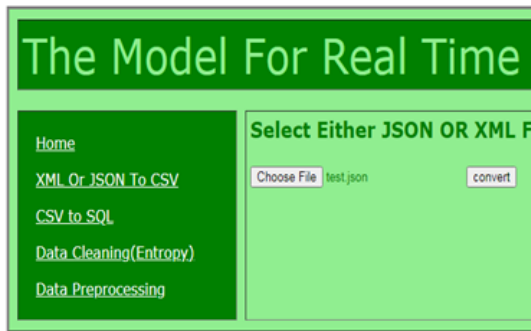 The Model For Real Time
Home
XML Or JSON To CSV
CSV to SQL
Data Cleaning(Entropy)
Data Preprocessing
Select Either JSON OR XML F
Choose File test.json convert